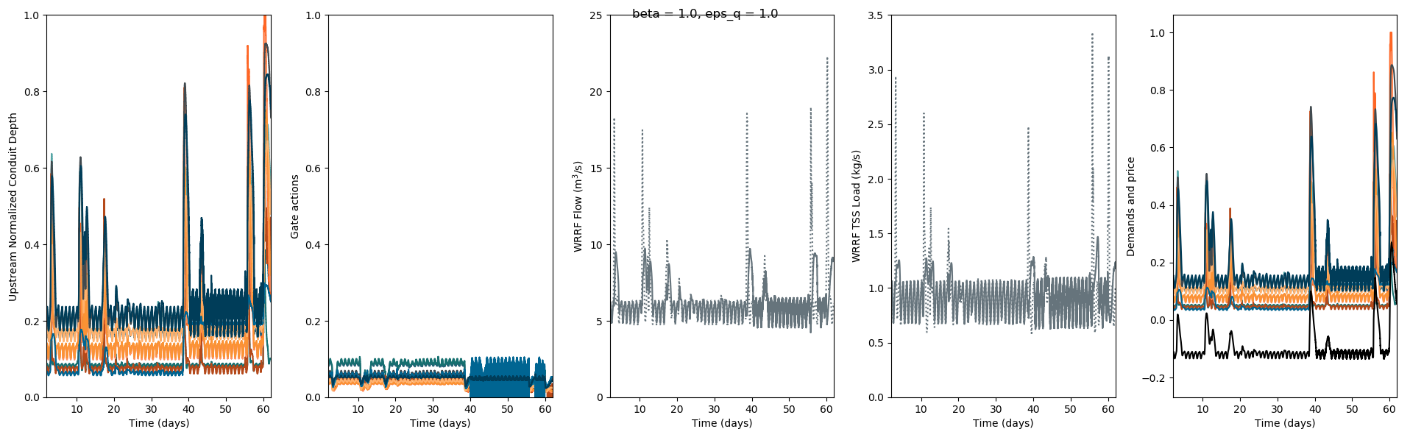 beta = 1.0, eps_q = 1.0
Upstream Normalized Conduit Depth
1.0
0.8
0.6
0.4
0.2
0.0
10 20 30 40 50 60
Time (days)
Gate actions
1.0
0.8
0.6
0.4
0.2
0.0
10 20 30 40 50 60
Time (days)
WRRF Flow (m³/s)
25
20
15
10
5
0
10 20 30 40 50 60
Time (days)
WRRF TSS Load (kg/s)
3.5
3.0
2.5
2.0
1.5
1.0
0.5
0.0
10 20 30 40 50 60
Time (days)
Demands and price
1.0
0.8
0.6
0.4
0.2
0.0
−0.2
10 20 30 40 50 60
Time (days)